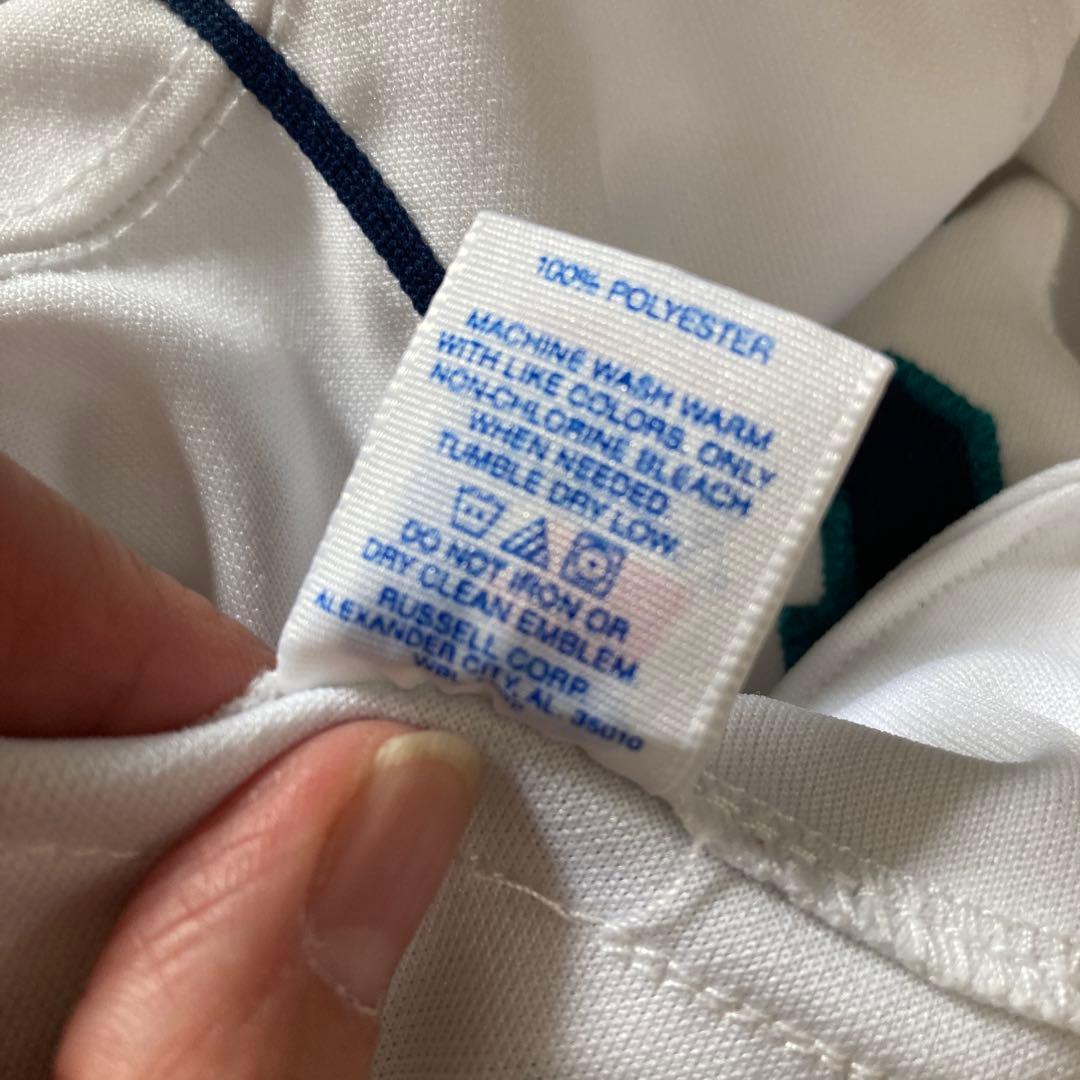 100% POLYESTER
MACHINE WASH WARM
WITH LIKE COLORS. ONLY
NON-CHLORINE BLEACH
WHEN NEEDED.
TUMBLE DRY LOW.
DO NOT IRON OR
DRY CLEAN EMBLEM
RUSSELL CORP.
ALEXANDER CITY, AL. 35010